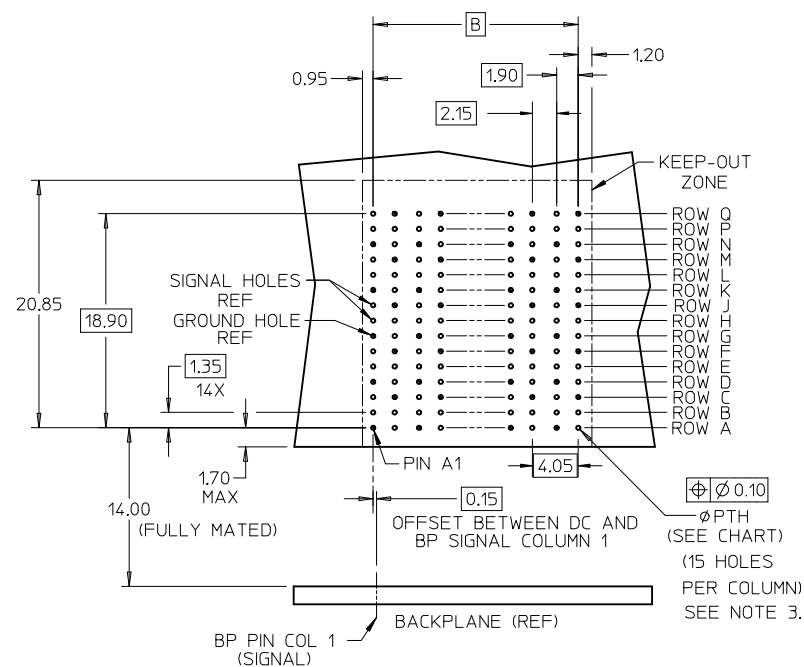 B
0.95
1.90
1.20
2.15
KEEP-OUT
ZONE
ROW Q
ROW P
ROW N
ROW M
ROW L
ROW K
ROW J
ROW H
ROW G
ROW F
ROW E
ROW D
ROW C
ROW B
ROW A
SIGNAL HOLES
REF
GROUND HOLE
REF
20.85
18.90
1.35
14X
PIN A1
1.70
MAX
4.05
14.00
(FULLY MATED)
0.15
OFFSET BETWEEN DC AND
BP SIGNAL COLUMN 1
⌖ Ø 0.10
ØPTH
(SEE CHART)
(15 HOLES
PER COLUMN)
SEE NOTE 3.
BACKPLANE (REF)
BP PIN COL 1
(SIGNAL)